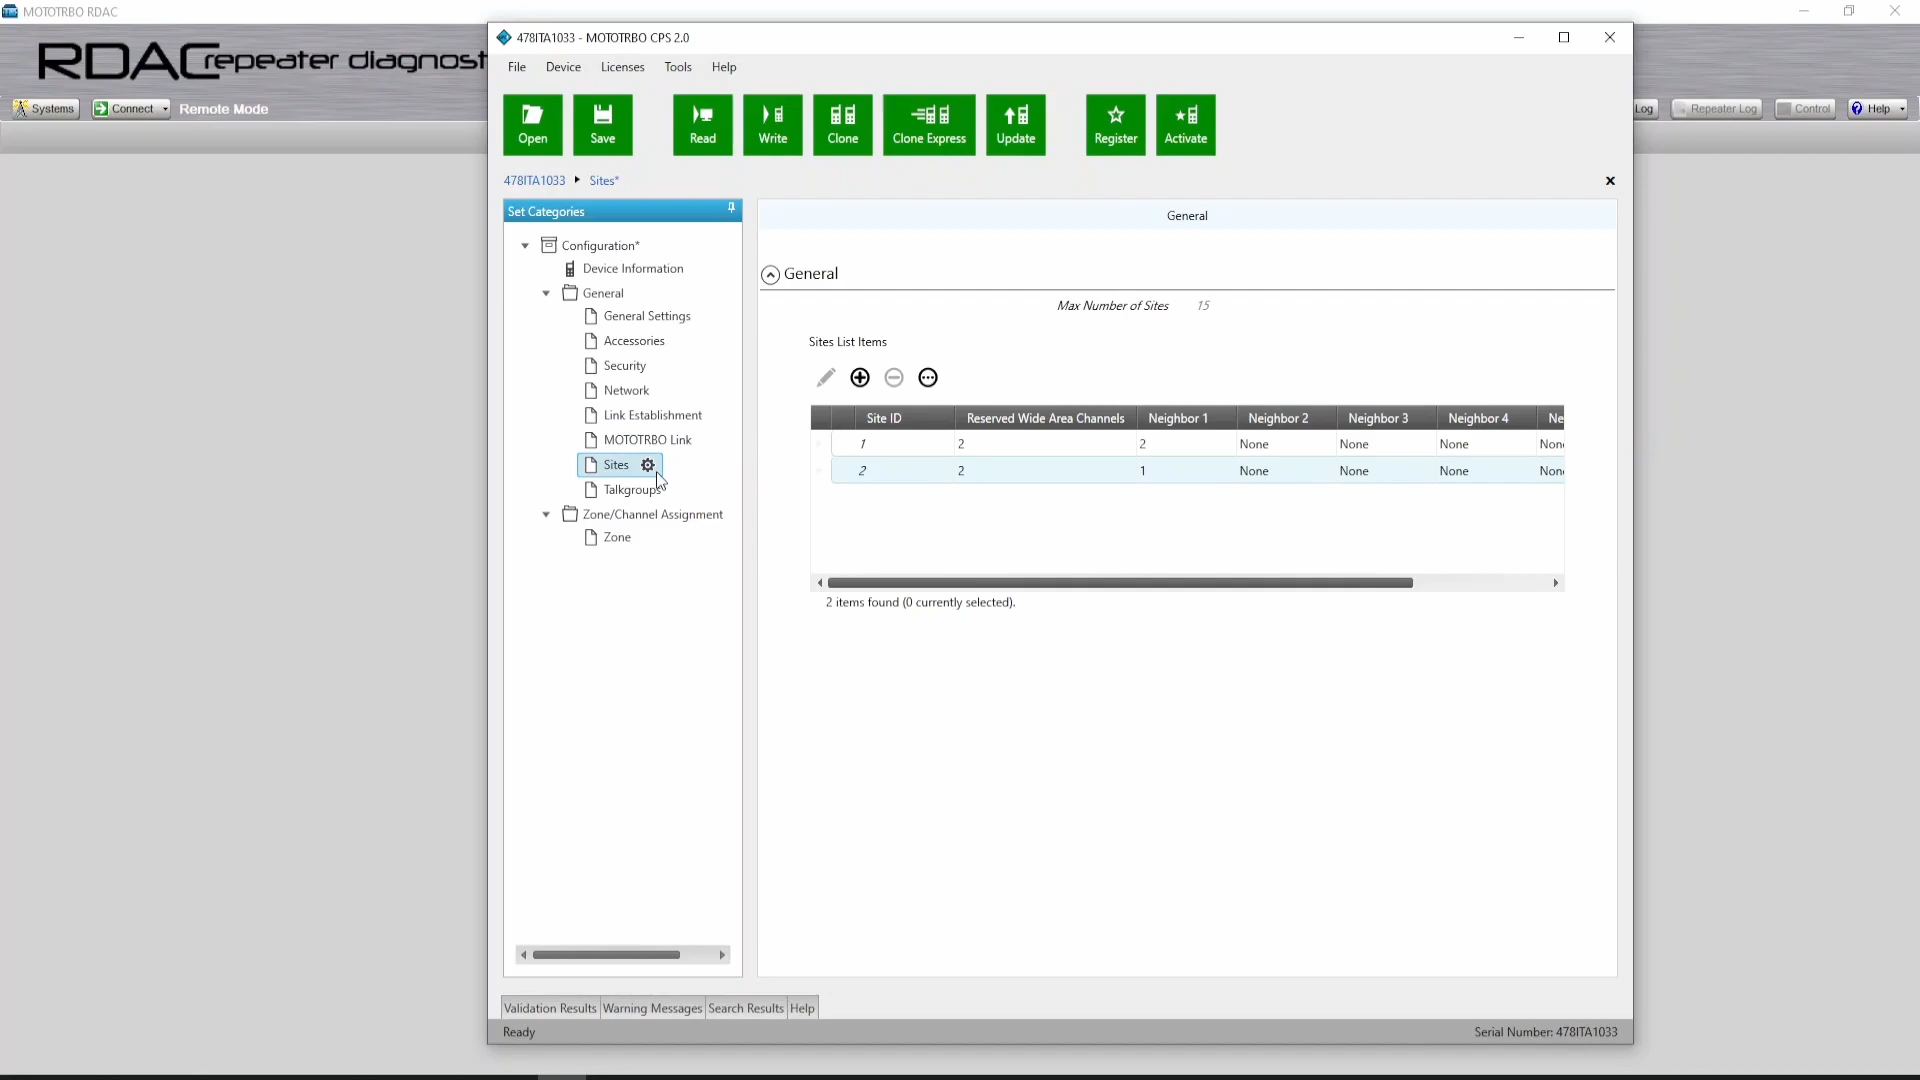 MOTOTRBO RDAC
RDAC repeater diagnost
Systems Connect Remote Mode
Log Repeater Log Control Help
478ITA1033 - MOTOTRBO CPS 2.0
File Device Licenses Tools Help
Open Save Read Write Clone Clone Express Update Register Activate
478ITA1033 Sites*
Set Categories
Configuration*
Device Information
General
General Settings
Accessories
Security
Network
Link Establishment
MOTOTRBO Link
Sites
Talkgroups
Zone/Channel Assignment
Zone
General
General
Max Number of Sites 15
Sites List Items
Site ID Reserved Wide Area Channels Neighbor 1 Neighbor 2 Neighbor 3 Neighbor 4 Ne
1 2 2 None None None Non
2 2 1 None None None Non
2 items found (0 currently selected).
Validation Results Warning Messages Search Results Help
Ready Serial Number: 478ITA1033